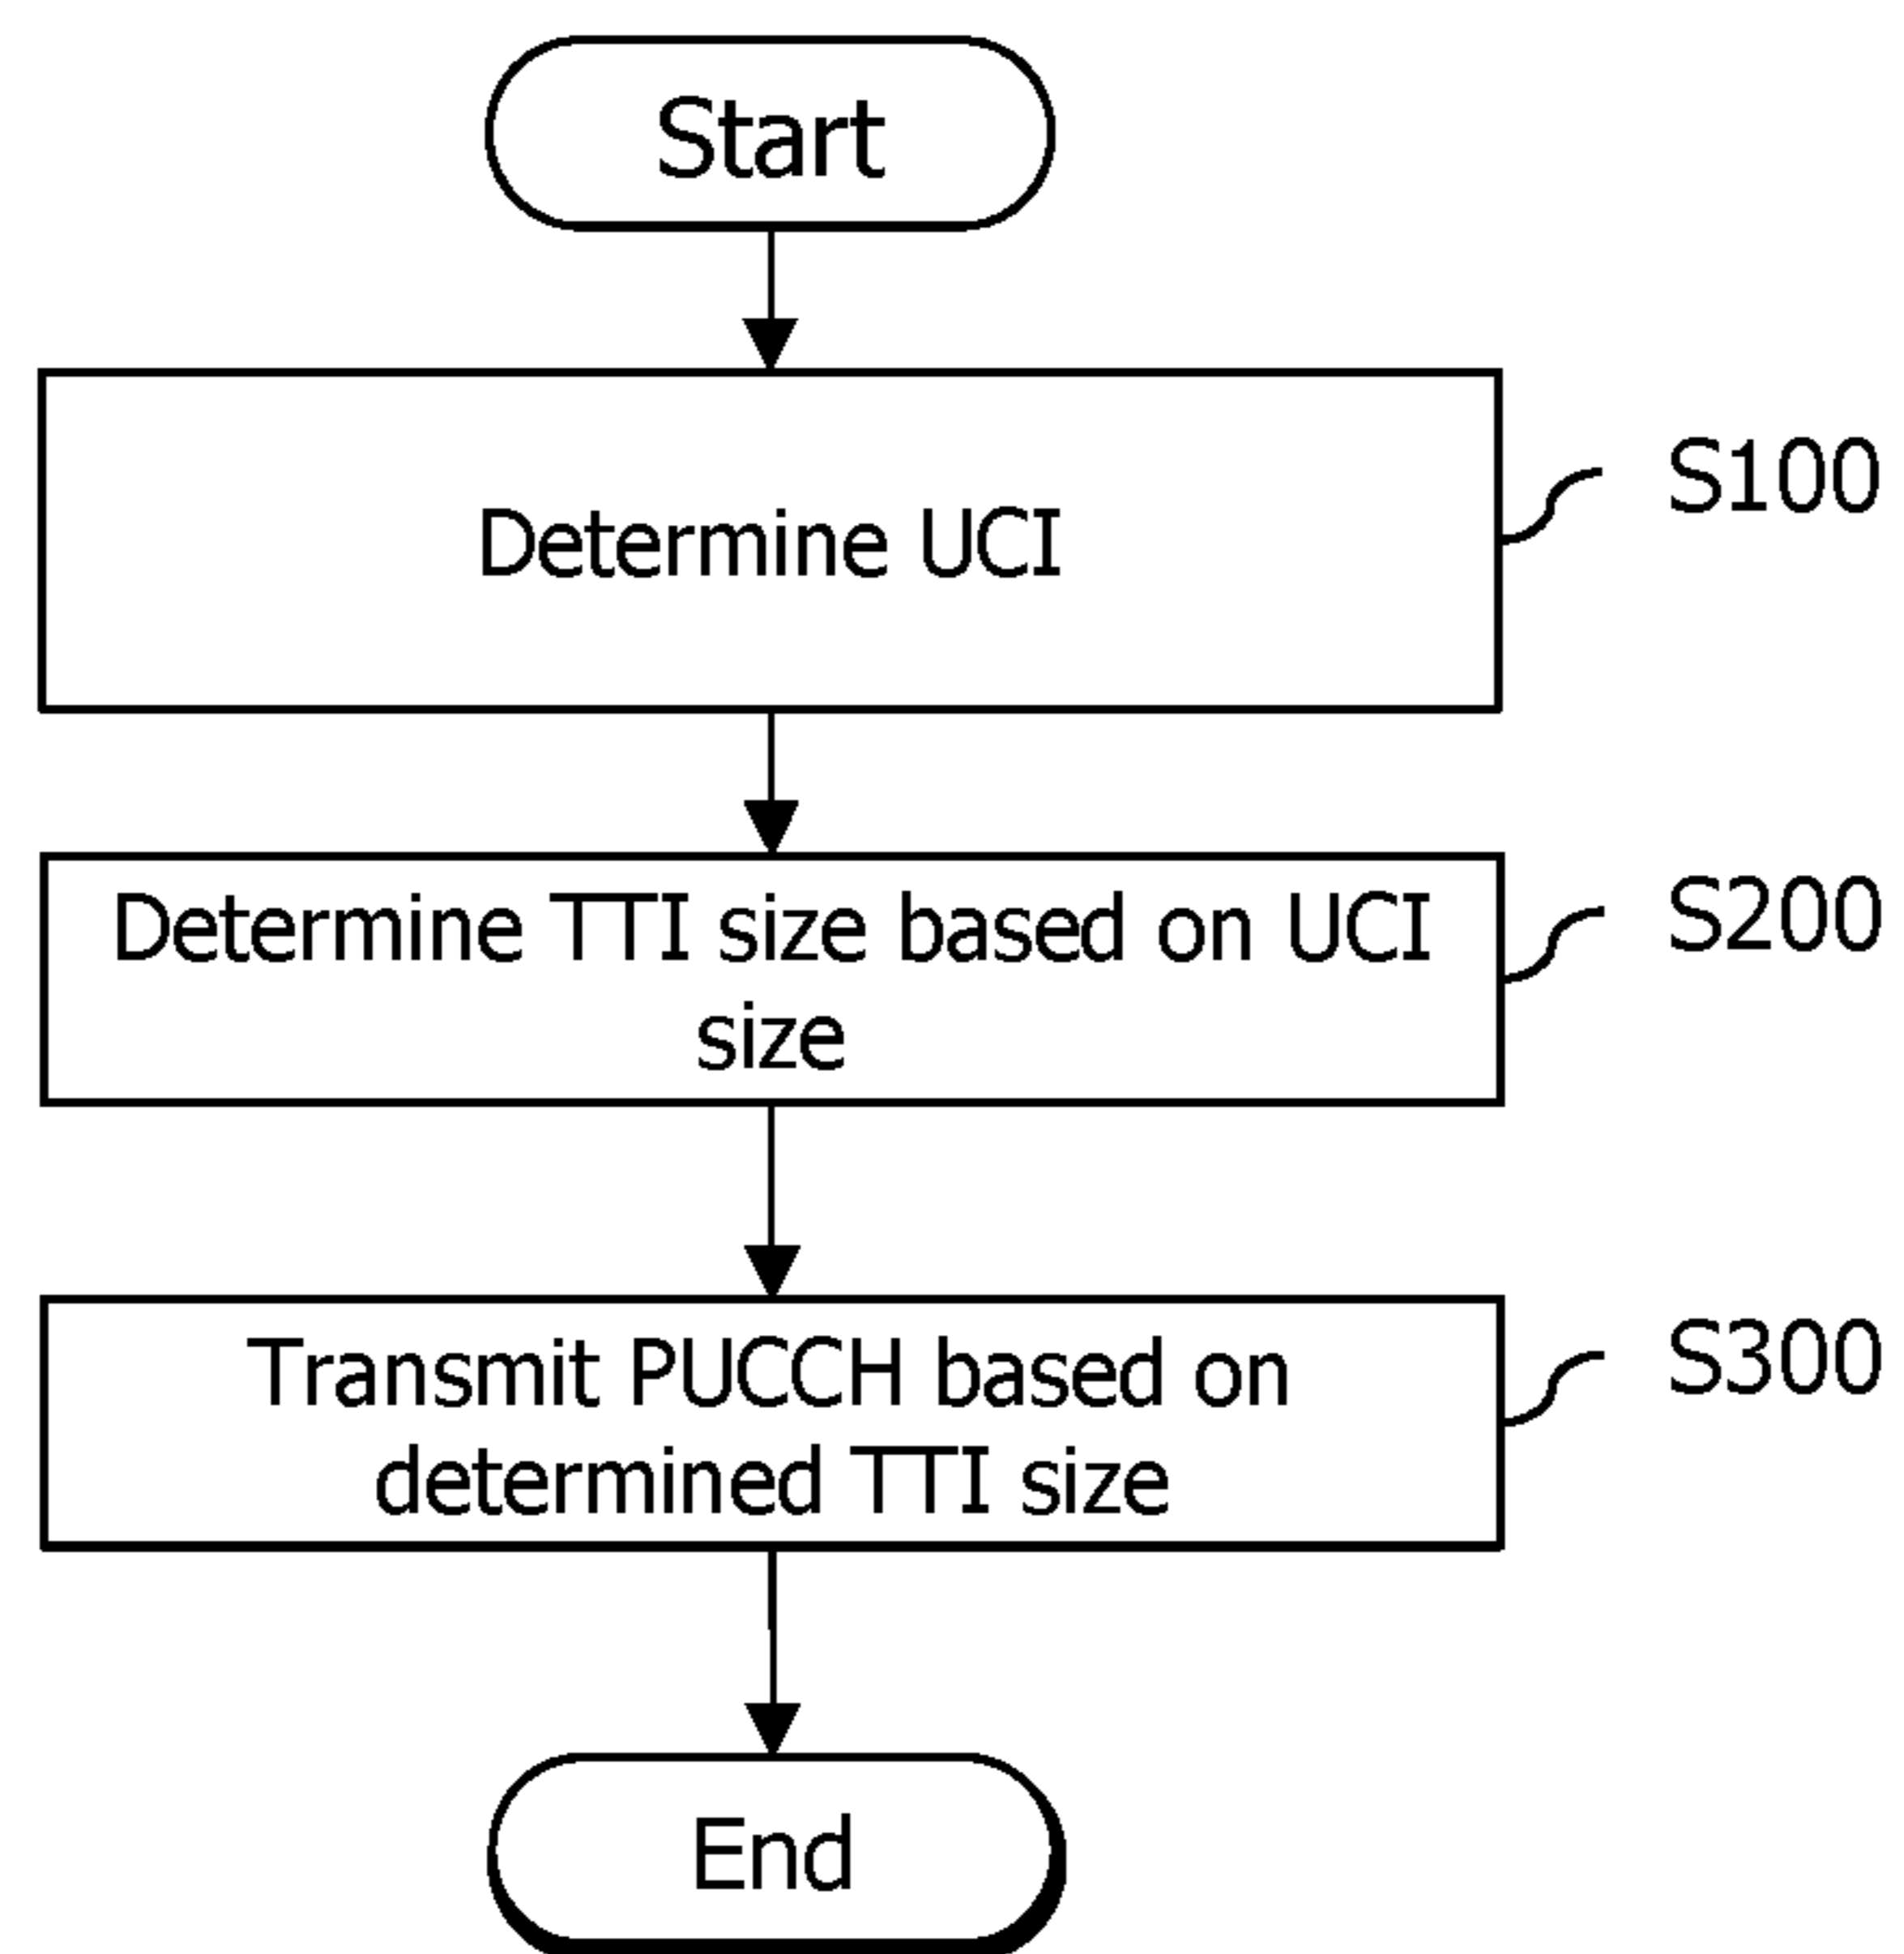 Start
Determine UCI
S100
Determine TTI size based on UCI
size
S200
Transmit PUCCH based on
determined TTI size
S300
End